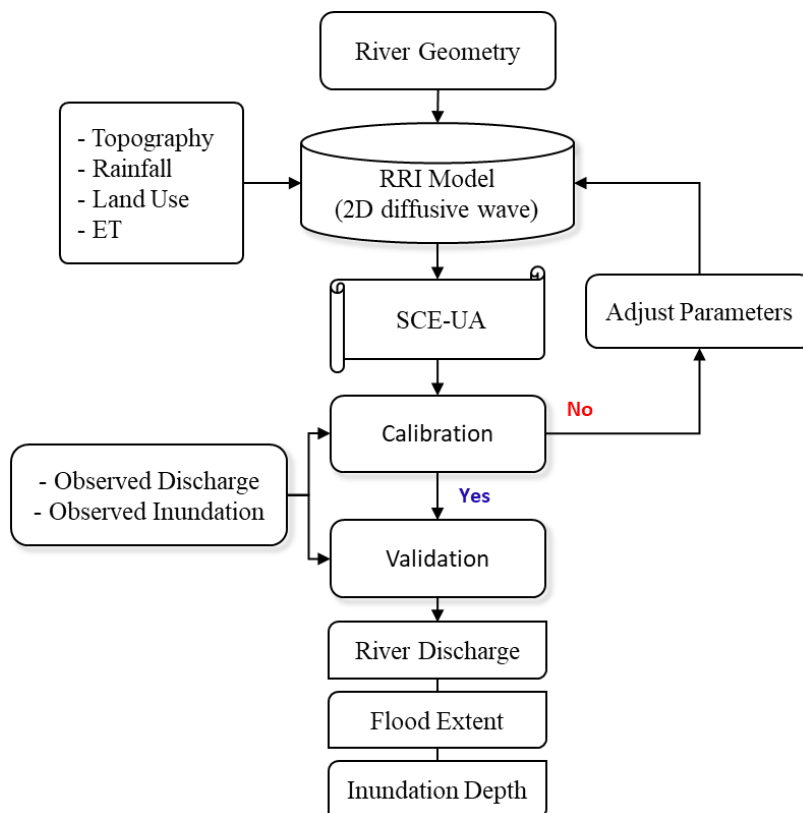 River Geometry
- Topography
- Rainfall
- Land Use
- ET
RRI Model
(2D diffusive wave)
SCE-UA
Adjust Parameters
No
Calibration
- Observed Discharge
- Observed Inundation
Yes
Validation
River Discharge
Flood Extent
Inundation Depth